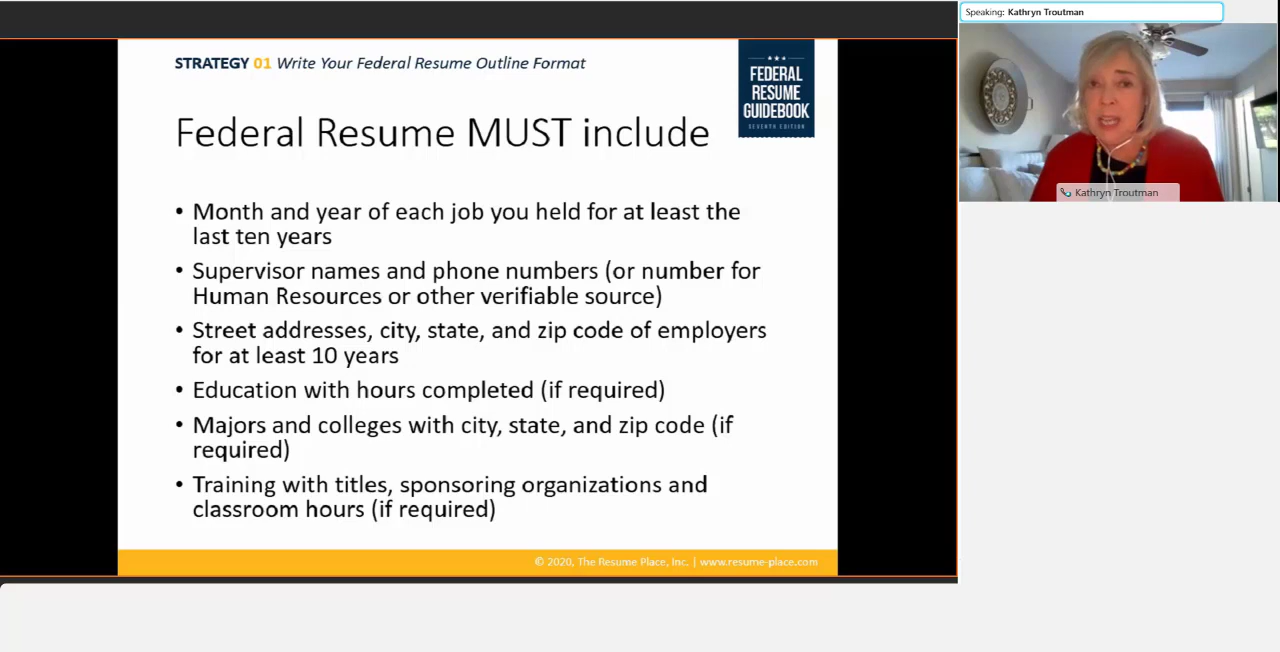 Speaking: Kathryn Troutman
STRATEGY 01 Write Your Federal Resume Outline Format
FEDERAL
RESUME
GUIDEBOOK
SEVENTH EDITION
Federal Resume MUST include
• Month and year of each job you held for at least the
last ten years
• Supervisor names and phone numbers (or number for
Human Resources or other verifiable source)
• Street addresses, city, state, and zip code of employers
for at least 10 years
• Education with hours completed (if required)
• Majors and colleges with city, state, and zip code (if
required)
• Training with titles, sponsoring organizations and
classroom hours (if required)
© 2020, The Resume Place, Inc. | www.resume-place.com
Kathryn Troutman